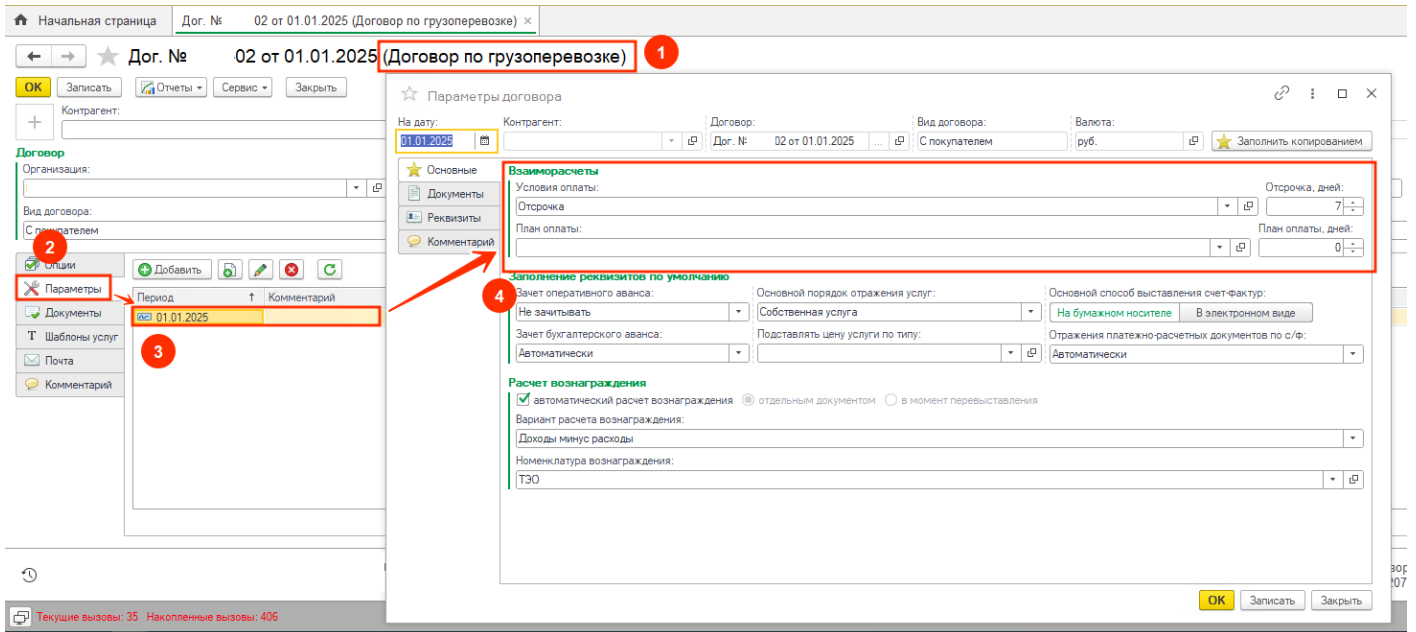 Начальная страница
Дог. № 02 от 01.01.2025 (Договор по грузоперевозке) ×
Дог. № 02 от 01.01.2025 (Договор по грузоперевозке)
1
ОК Записать Отчеты Сервис Закрыть
Контрагент:
Договор
Организация:
Вид договора:
С покупателем
2
Опции
Параметры
Документы
Шаблоны услуг
Почта
Комментарий
Добавить
Период ↑ Комментарий
01.01.2025
3
Параметры договора
На дату: Контрагент: Договор: Вид договора: Валюта:
01.01.2025 Дог. № 02 от 01.01.2025 ... С покупателем руб. Заполнить копированием
Основные
Документы
Реквизиты
Комментарий
Взаиморасчеты
Условия оплаты: Отсрочка, дней:
Отсрочка 7
План оплаты: План оплаты, дней:
0
4
Заполнение реквизитов по умолчанию
Зачет оперативного аванса: Основной порядок отражения услуг: Основной способ выставления счет-фактур:
Не зачитывать Собственная услуга На бумажном носителе В электронном виде
Зачет бухгалтерского аванса: Подставлять цену услуги по типу: Отражения платежно-расчетных документов по с/ф:
Автоматически Автоматически
Расчет вознаграждения
автоматический расчет вознаграждения отдельным документом в момент перевыставления
Вариант расчета вознаграждения:
Доходы минус расходы
Номенклатура вознаграждения:
ТЭО
ОК Записать Закрыть
Текущие вызовы: 35 Накопленные вызовы: 406